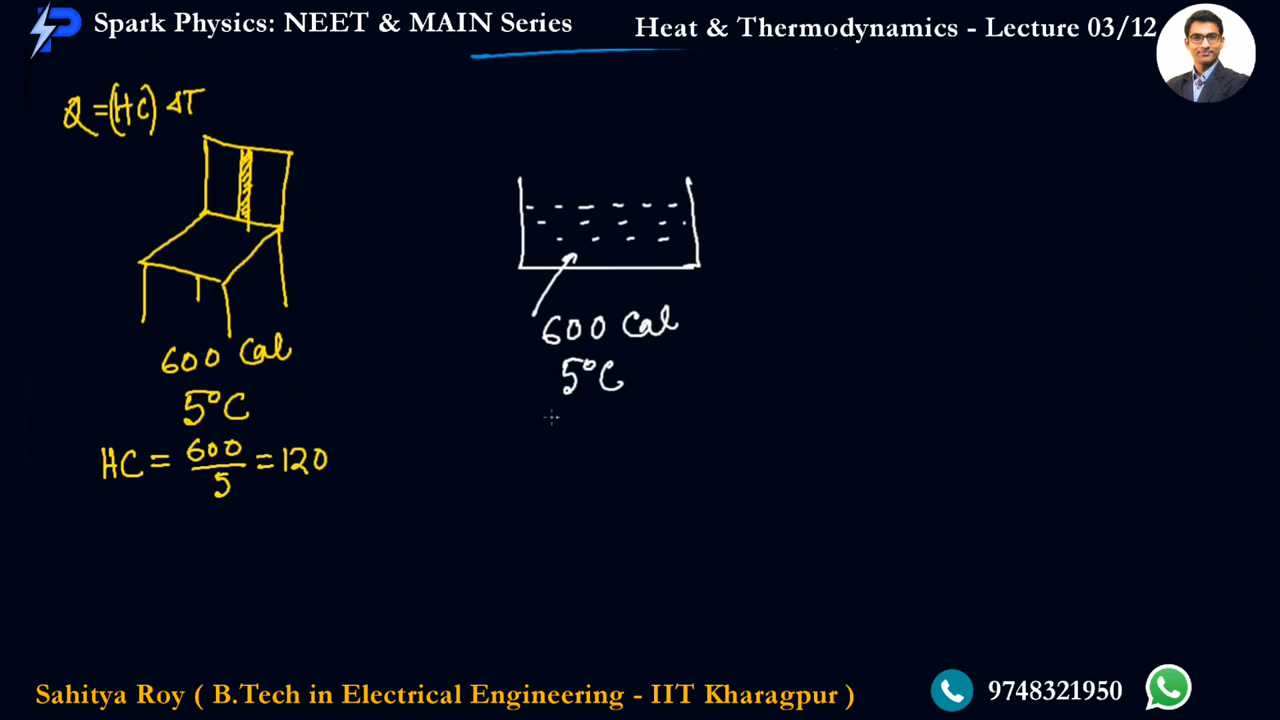 Spark Physics: NEET & MAIN Series
Heat & Thermodynamics - Lecture 03/12
Q = (HC) ΔT
600 Cal
5°C
HC = 600/5 = 120
600 Cal
5°C
Sahitya Roy ( B.Tech in Electrical Engineering - IIT Kharagpur )
9748321950